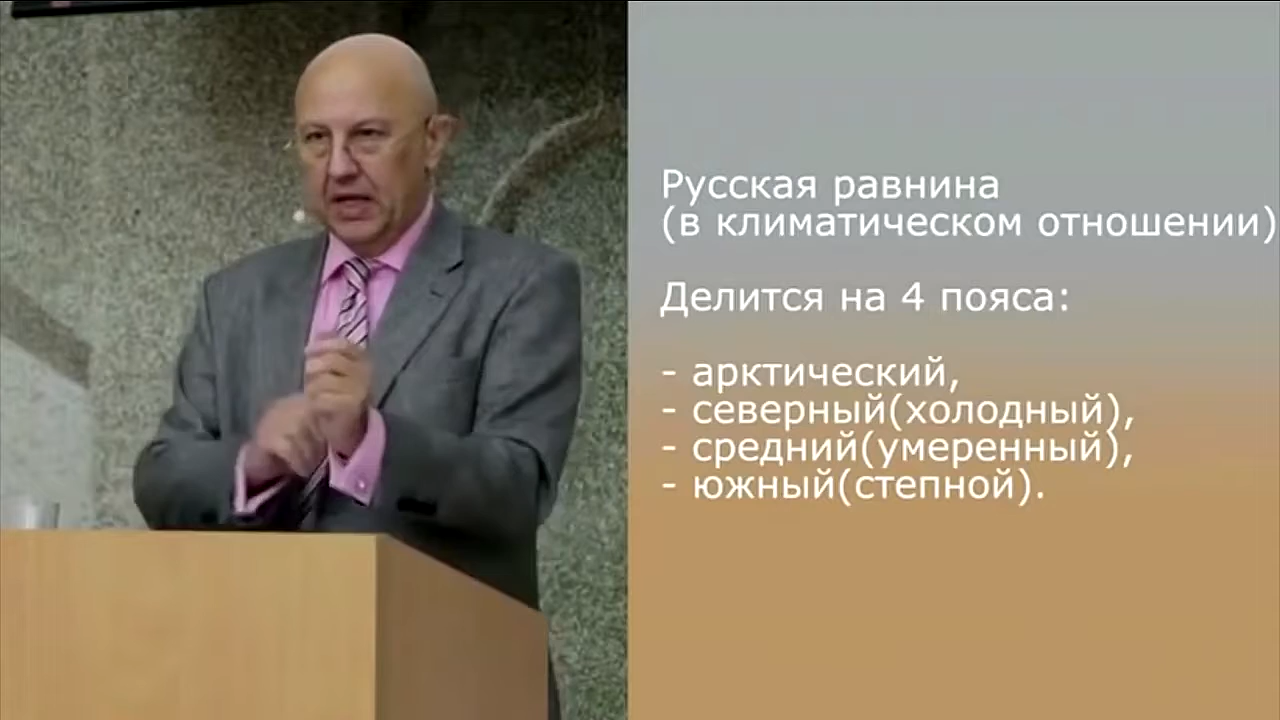 Русская равнина
(в климатическом отношении)
Делится на 4 пояса:
- арктический,
- северный(холодный),
- средний(умеренный),
- южный(степной).